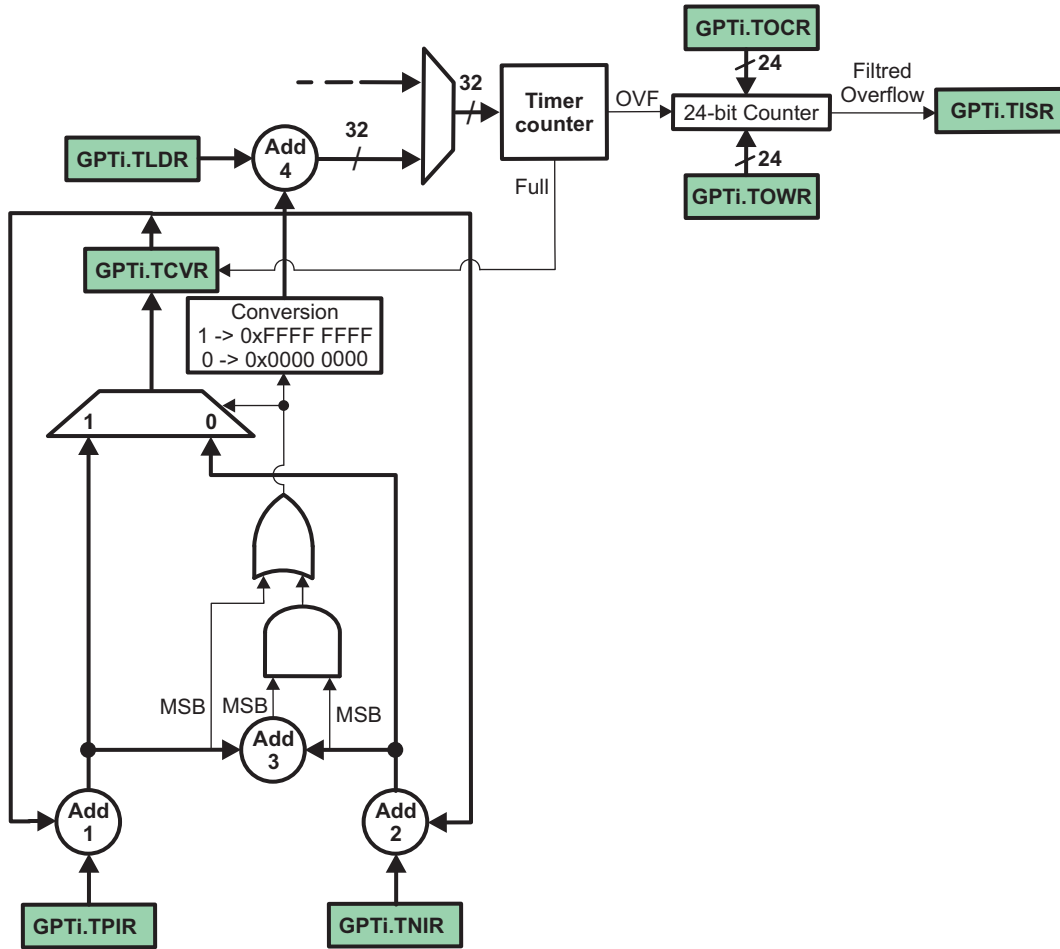 GPTi.TOCR
24
32
Timer
counter
OVF
24-bit Counter
Filtred
Overflow
GPTi.TISR
GPTi.TLDR
Add
4
32
24
GPTi.TOWR
Full
GPTi.TCVR
Conversion
1 -> 0xFFFF FFFF
0 -> 0x0000 0000
1
0
MSB
MSB
MSB
Add
3
Add
1
Add
2
GPTi.TPIR
GPTi.TNIR